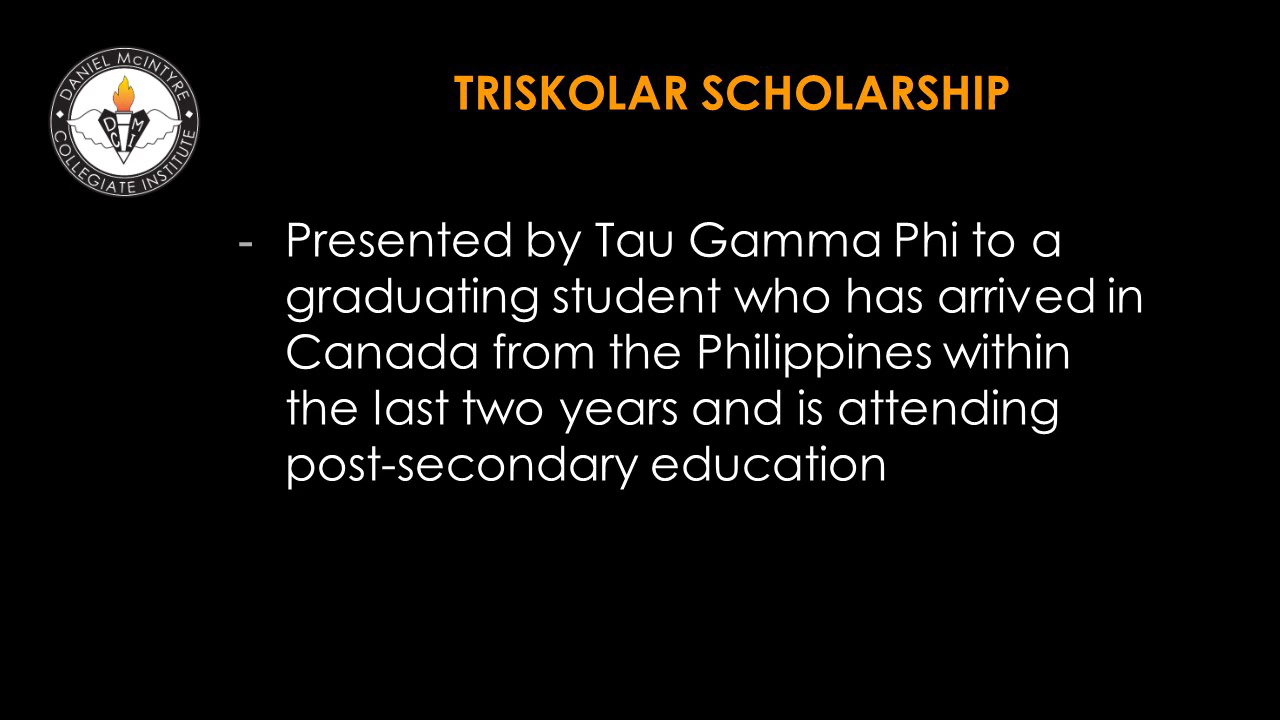 DANIEL McINTYRE
COLLEGIATE INSTITUTE
D M
C I
TRISKOLAR SCHOLARSHIP
- Presented by Tau Gamma Phi to a
graduating student who has arrived in
Canada from the Philippines within
the last two years and is attending
post-secondary education